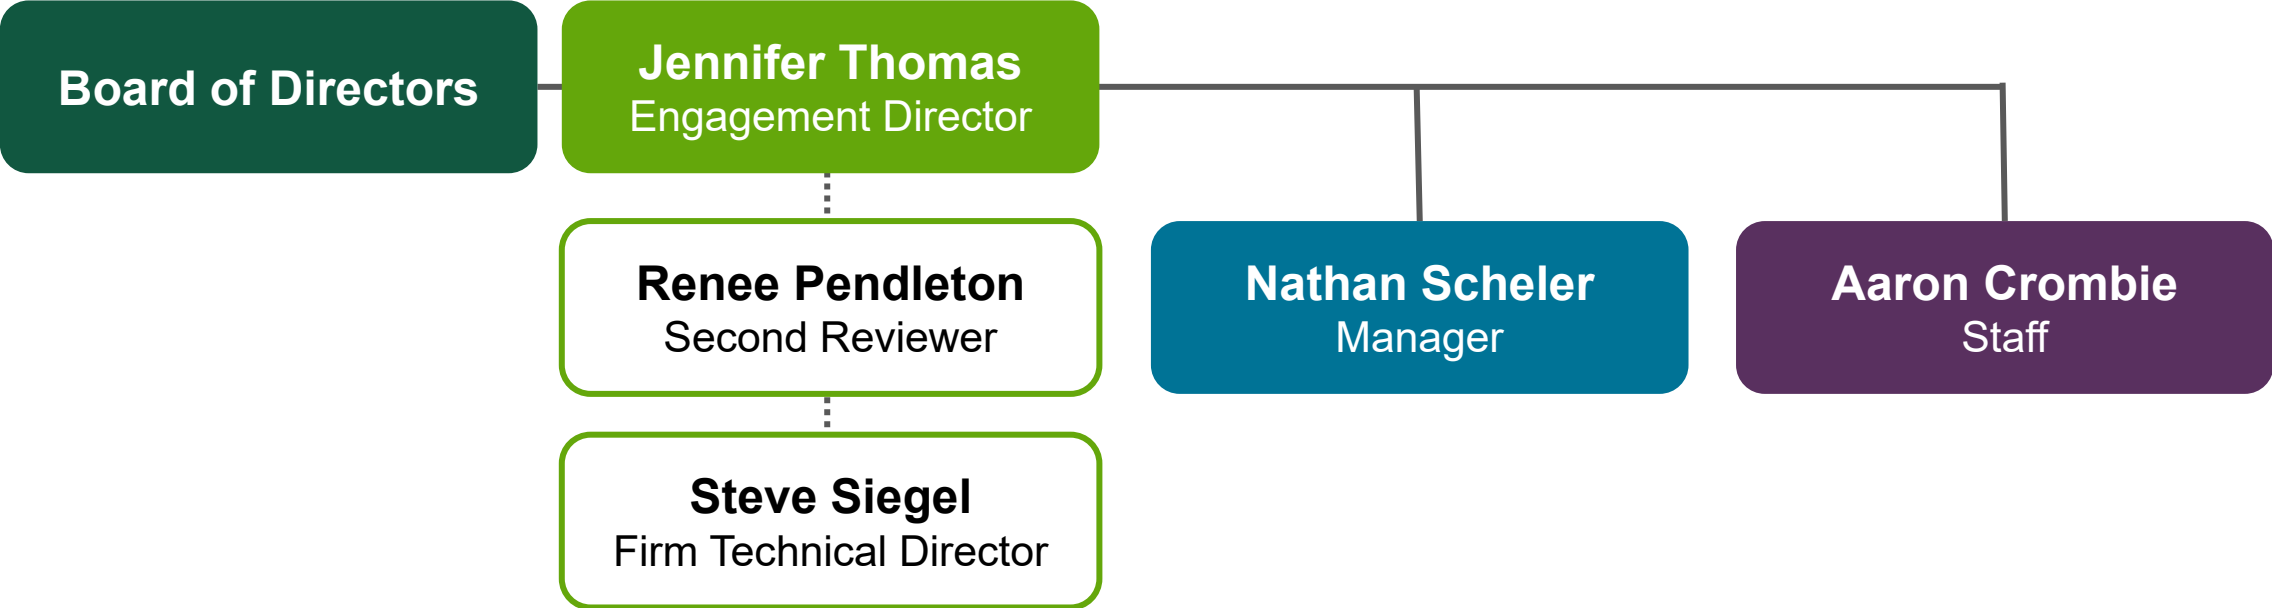 Board of Directors
Jennifer Thomas
Engagement Director
Renee Pendleton
Second Reviewer
Nathan Scheler
Manager
Aaron Crombie
Staff
Steve Siegel
Firm Technical Director